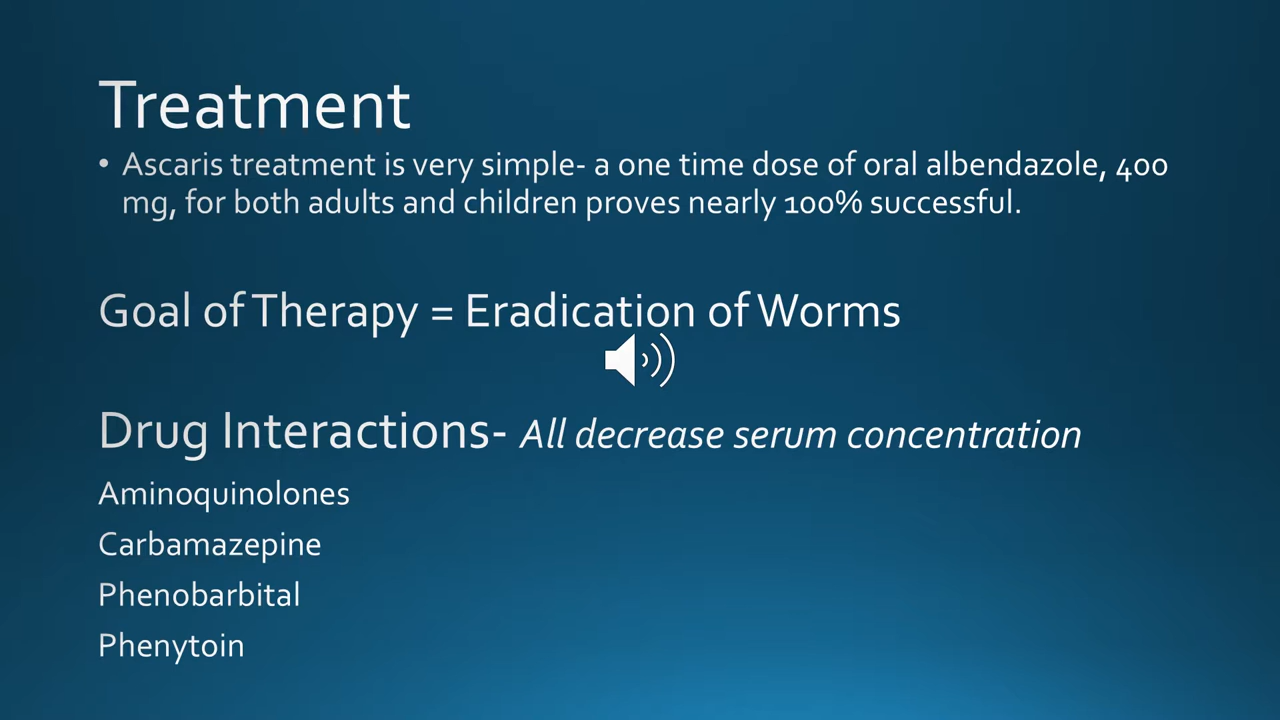 Treatment
• Ascaris treatment is very simple- a one time dose of oral albendazole, 400
mg, for both adults and children proves nearly 100% successful.
Goal of Therapy = Eradication of Worms
Drug Interactions- All decrease serum concentration
Aminoquinolones
Carbamazepine
Phenobarbital
Phenytoin